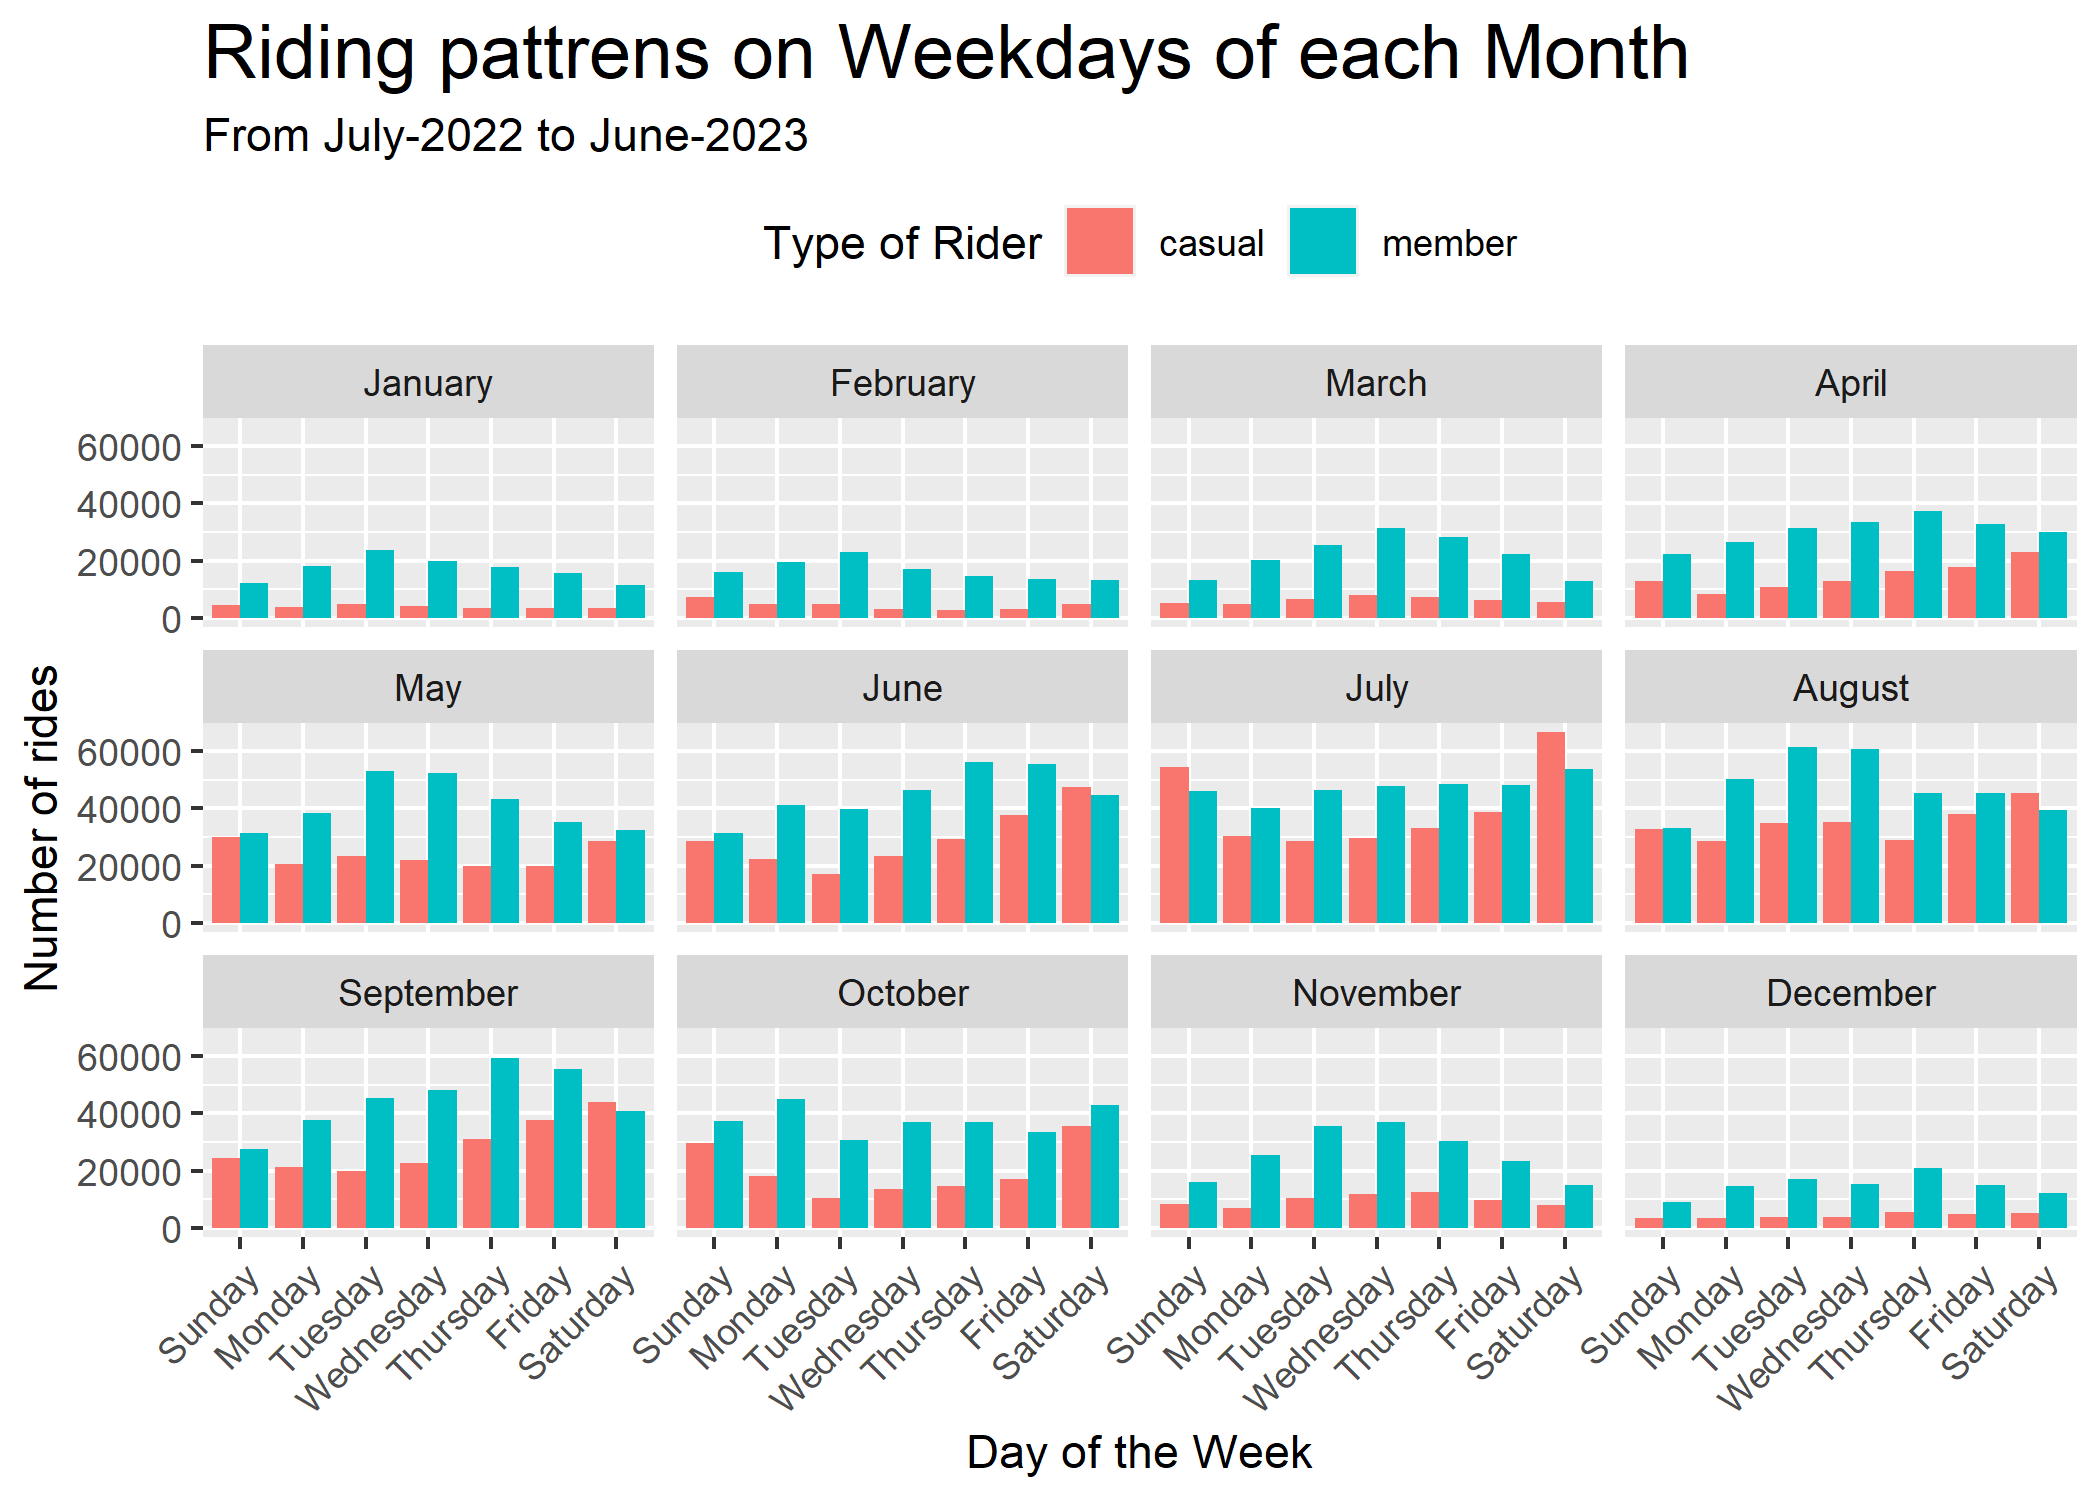 Riding pattrens on Weekdays of each Month
From July-2022 to June-2023
Type of Rider casual member
January February March April
60000
40000
20000
0
May June July August
60000
40000
20000
0
September October November December
60000
40000
20000
0
Number of rides
Sunday Monday Tuesday Wednesday Thursday Friday Saturday Sunday Monday Tuesday Wednesday Thursday Friday Saturday Sunday Monday Tuesday Wednesday Thursday Friday Saturday Sunday Monday Tuesday Wednesday Thursday Friday Saturday
Day of the Week